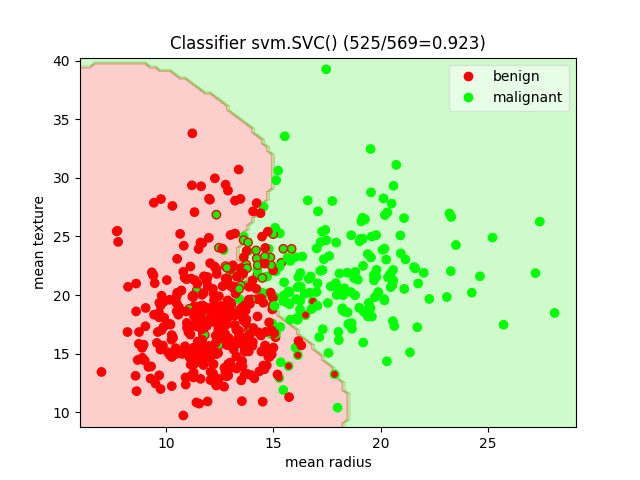 Classifier svm.SVC() (525/569=0.923)
benign
malignant
40
35
30
25
20
15
10
mean texture
10 15 20 25
mean radius